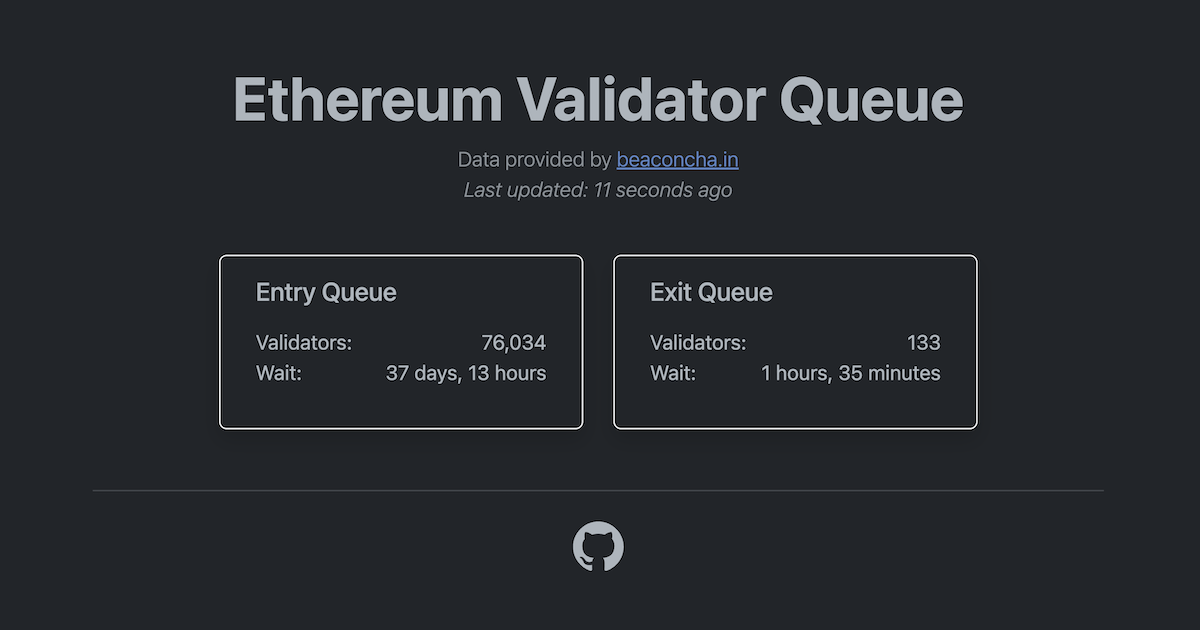 Ethereum Validator Queue
Data provided by beaconcha.in
Last updated: 11 seconds ago
Entry Queue
Validators: 76,034
Wait: 37 days, 13 hours
Exit Queue
Validators: 133
Wait: 1 hours, 35 minutes